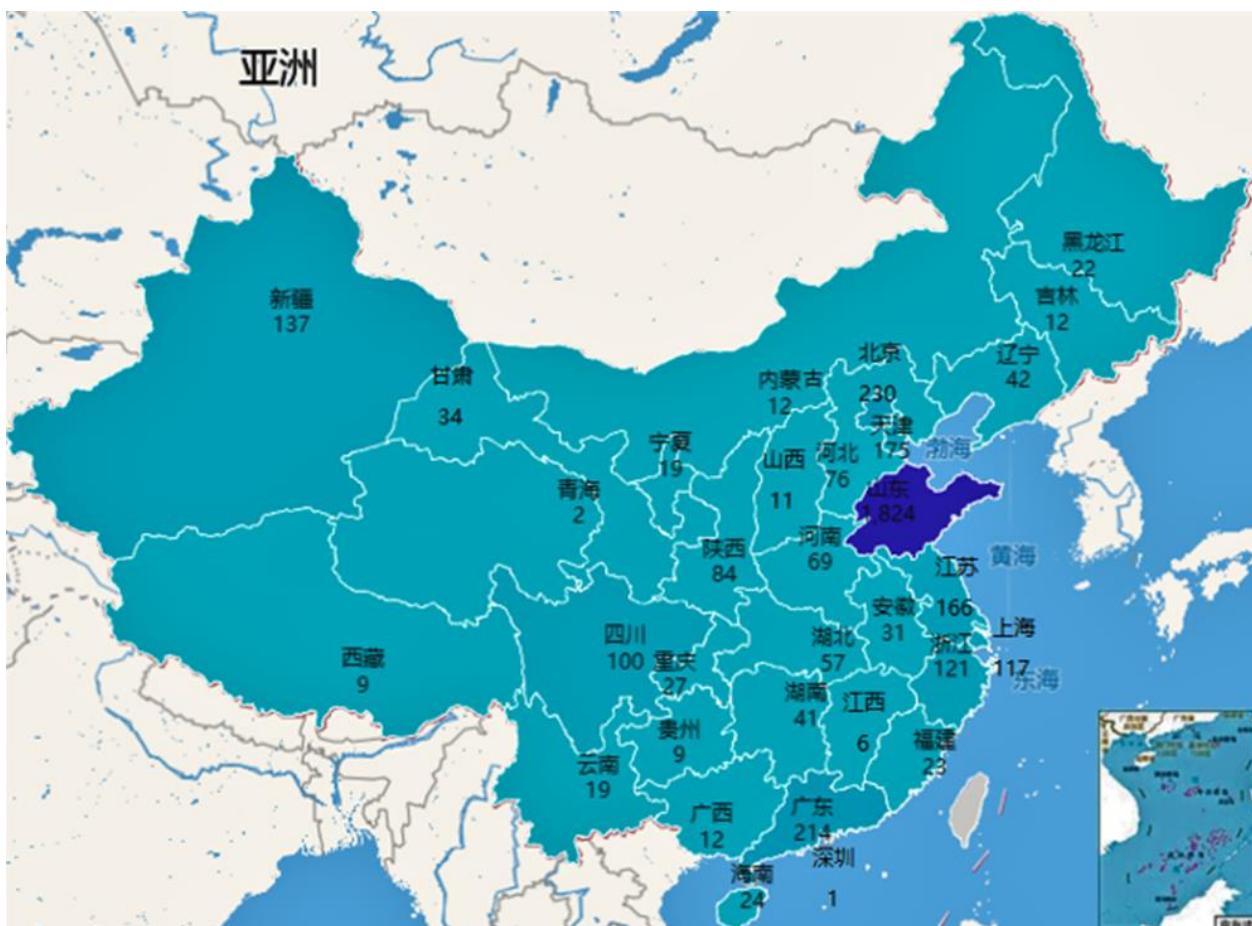 亚洲
黑龙江
22
新疆
137
吉林
12
北京
230
辽宁
42
甘肃
34
内蒙古
12
天津
175
渤海
宁夏
19
山西
11
河北
76
青海
2
山东
1,824
陕西
84
河南
69
黄海
江苏
166
安徽
31
四川
100
湖北
57
浙江
121
上海
117
东海
西藏
9
重庆
27
湖南
41
江西
6
贵州
9
福建
23
云南
19
广西
12
广东
214
深圳
1
海南
24